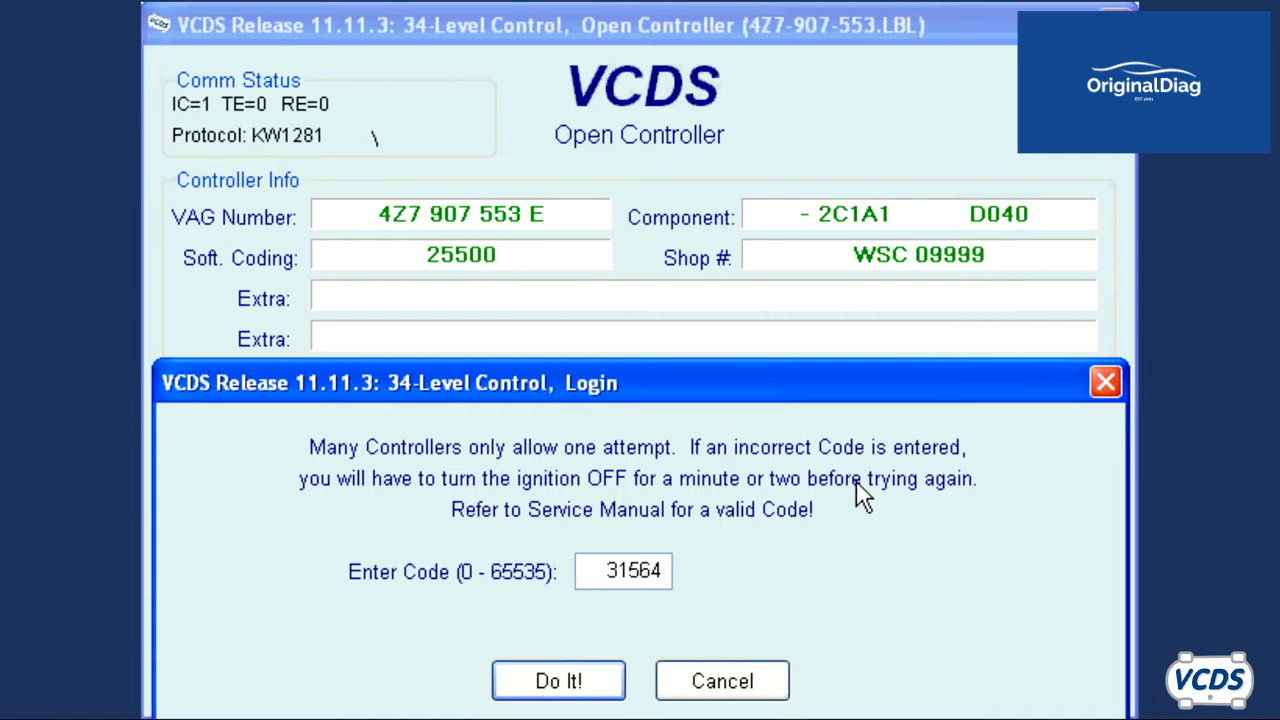 VCDS Release 11.11.3: 34-Level Control, Open Controller (4Z7-907-553.LBL)
OriginalDiag
Comm Status
IC=1 TE=0 RE=0
Protocol: KW1281 \
VCDS
Open Controller
Controller Info
VAG Number: 4Z7 907 553 E Component: - 2C1A1 D040
Soft. Coding: 25500 Shop #: WSC 09999
Extra:
Extra:
VCDS Release 11.11.3: 34-Level Control, Login
Many Controllers only allow one attempt. If an incorrect Code is entered,
you will have to turn the ignition OFF for a minute or two before trying again.
Refer to Service Manual for a valid Code!
Enter Code (0 - 65535): 31564
Do It! Cancel
VCDS